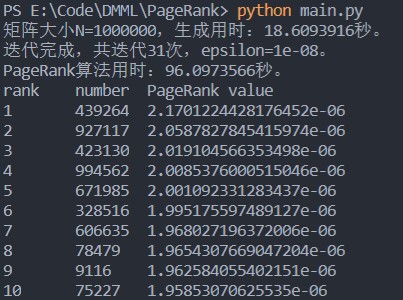 PS E:\Code\DMML\PageRank> python main.py
矩阵大小N=1000000，生成用时：18.6093916秒。
迭代完成，共迭代31次，epsilon=1e-08。
PageRank算法用时：96.0973566秒。
rank number PageRank value
1 439264 2.1701224428176452e-06
2 927117 2.0587827845415974e-06
3 423130 2.019104566353498e-06
4 994562 2.0085376000515046e-06
5 671985 2.001092331283437e-06
6 328516 1.995175597489127e-06
7 606635 1.968027196372006e-06
8 78479 1.9654307669047204e-06
9 9116 1.962584055402151e-06
10 75227 1.95853070625535e-06